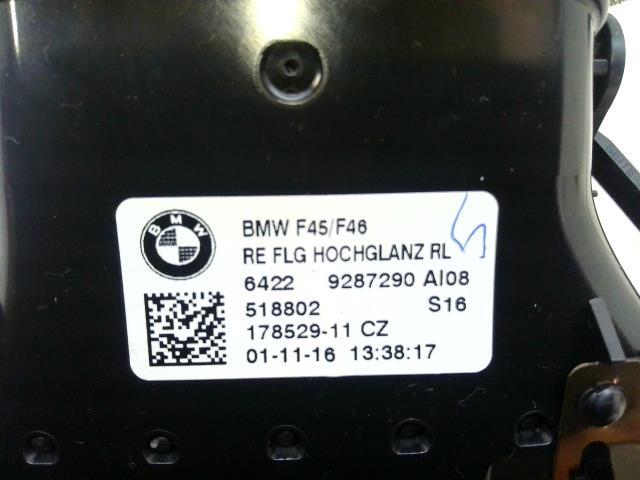 BMW
BMW F45/F46
RE FLG HOCHGLANZ RL
6422 9287290 AI08
518802 S16
178529-11 CZ
01-11-16 13:38:17